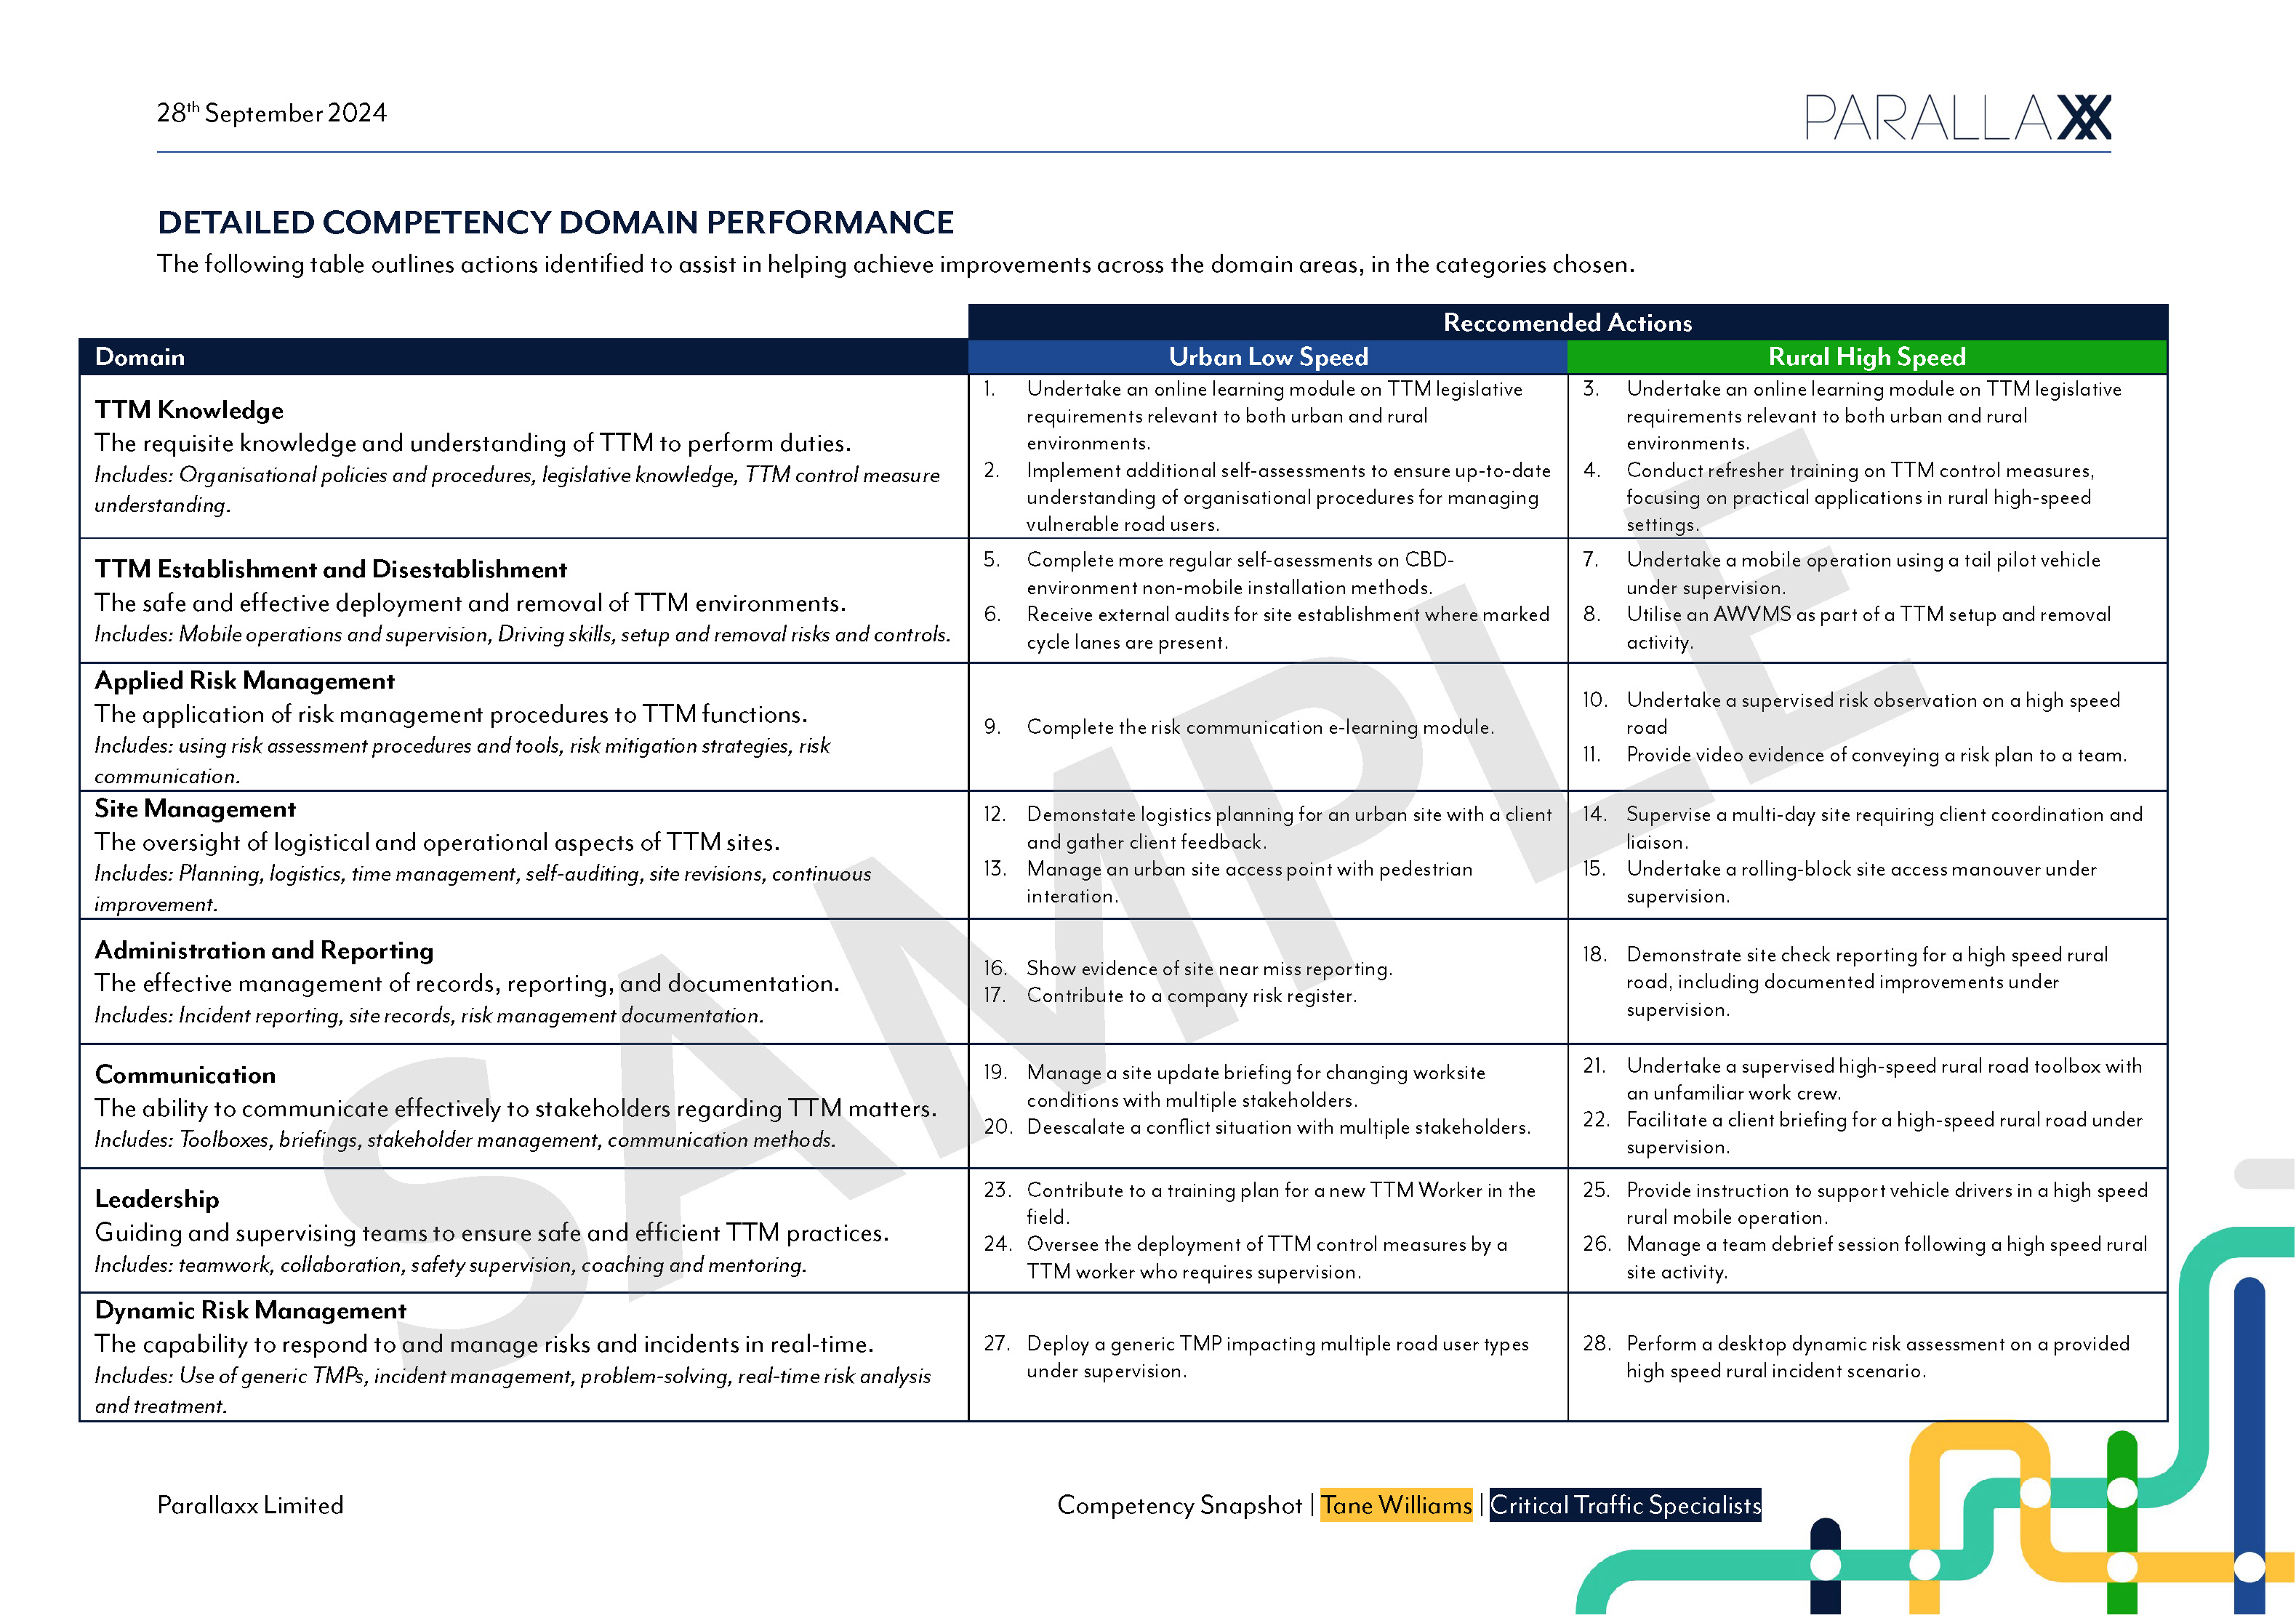 28th September 2024
PARALLAXX
DETAILED COMPETENCY DOMAIN PERFORMANCE
The following table outlines actions identified to assist in helping achieve improvements across the domain areas, in the categories chosen.
Reccomended Actions
Domain
Urban Low Speed
Rural High Speed
TTM Knowledge
The requisite knowledge and understanding of TTM to perform duties.
Includes: Organisational policies and procedures, legislative knowledge, TTM control measure
understanding.
1. Undertake an online learning module on TTM legislative
requirements relevant to both urban and rural
environments.
2. Implement additional self-assessments to ensure up-to-date
understanding of organisational procedures for managing
vulnerable road users.
3. Undertake an online learning module on TTM legislative
requirements relevant to both urban and rural
environments.
4. Conduct refresher training on TTM control measures,
focusing on practical applications in rural high-speed
settings.
TTM Establishment and Disestablishment
The safe and effective deployment and removal of TTM environments.
Includes: Mobile operations and supervision, Driving skills, setup and removal risks and controls.
5. Complete more regular self-asessments on CBD-
environment non-mobile installation methods.
6. Receive external audits for site establishment where marked
cycle lanes are present.
7. Undertake a mobile operation using a tail pilot vehicle
under supervision.
8. Utilise an AWVMS as part of a TTM setup and removal
activity.
Applied Risk Management
The application of risk management procedures to TTM functions.
Includes: using risk assessment procedures and tools, risk mitigation strategies, risk
communication.
9. Complete the risk communication e-learning module.
10. Undertake a supervised risk observation on a high speed
road
11. Provide video evidence of conveying a risk plan to a team.
Site Management
The oversight of logistical and operational aspects of TTM sites.
Includes: Planning, logistics, time management, self-auditing, site revisions, continuous
improvement.
12. Demonstate logistics planning for an urban site with a client
and gather client feedback.
13. Manage an urban site access point with pedestrian
interation.
14. Supervise a multi-day site requiring client coordination and
liaison.
15. Undertake a rolling-block site access manouver under
supervision.
Administration and Reporting
The effective management of records, reporting, and documentation.
Includes: Incident reporting, site records, risk management documentation.
16. Show evidence of site near miss reporting.
17. Contribute to a company risk register.
18. Demonstrate site check reporting for a high speed rural
road, including documented improvements under
supervision.
Communication
The ability to communicate effectively to stakeholders regarding TTM matters.
Includes: Toolboxes, briefings, stakeholder management, communication methods.
19. Manage a site update briefing for changing worksite
conditions with multiple stakeholders.
20. Deescalate a conflict situation with multiple stakeholders.
21. Undertake a supervised high-speed rural road toolbox with
an unfamiliar work crew.
22. Facilitate a client briefing for a high-speed rural road under
supervision.
Leadership
Guiding and supervising teams to ensure safe and efficient TTM practices.
Includes: teamwork, collaboration, safety supervision, coaching and mentoring.
23. Contribute to a training plan for a new TTM Worker in the
field.
24. Oversee the deployment of TTM control measures by a
TTM worker who requires supervision.
25. Provide instruction to support vehicle drivers in a high speed
rural mobile operation.
26. Manage a team debrief session following a high speed rural
site activity.
Dynamic Risk Management
The capability to respond to and manage risks and incidents in real-time.
Includes: Use of generic TMPs, incident management, problem-solving, real-time risk analysis
and treatment.
27. Deploy a generic TMP impacting multiple road user types
under supervision.
28. Perform a desktop dynamic risk assessment on a provided
high speed rural incident scenario.
SAMPLE
Parallaxx Limited
Competency Snapshot | Tane Williams | Critical Traffic Specialists